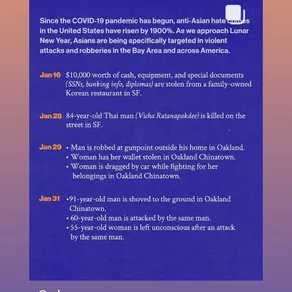 Since the COVID-19 pandemic has begun, anti-Asian hate
in the United States have risen by 1900%. As we approach Lunar
New Year, Asians are being specifically targeted in violent
attacks and robberies in the Bay Area and across America.
Jan 16 $10,000 worth of cash, equipment, and special documents
(SSNs, banking info, diplomas) are stolen from a family-owned
Korean restaurant in SF.
Jan 28 84-year-old Thai man (Vicha Ratanapakdee) is killed on the
street in SF.
Jan 29 • Man is robbed at gunpoint outside his home in Oakland.
• Woman has her wallet stolen in Oakland Chinatown.
• Woman is dragged by car while fighting for her
belongings in Oakland Chinatown.
Jan 31 •91-year-old man is shoved to the ground in Oakland
Chinatown.
•60-year-old man is attacked by the same man.
•55-year-old woman is left unconscious after an attack
by the same man.